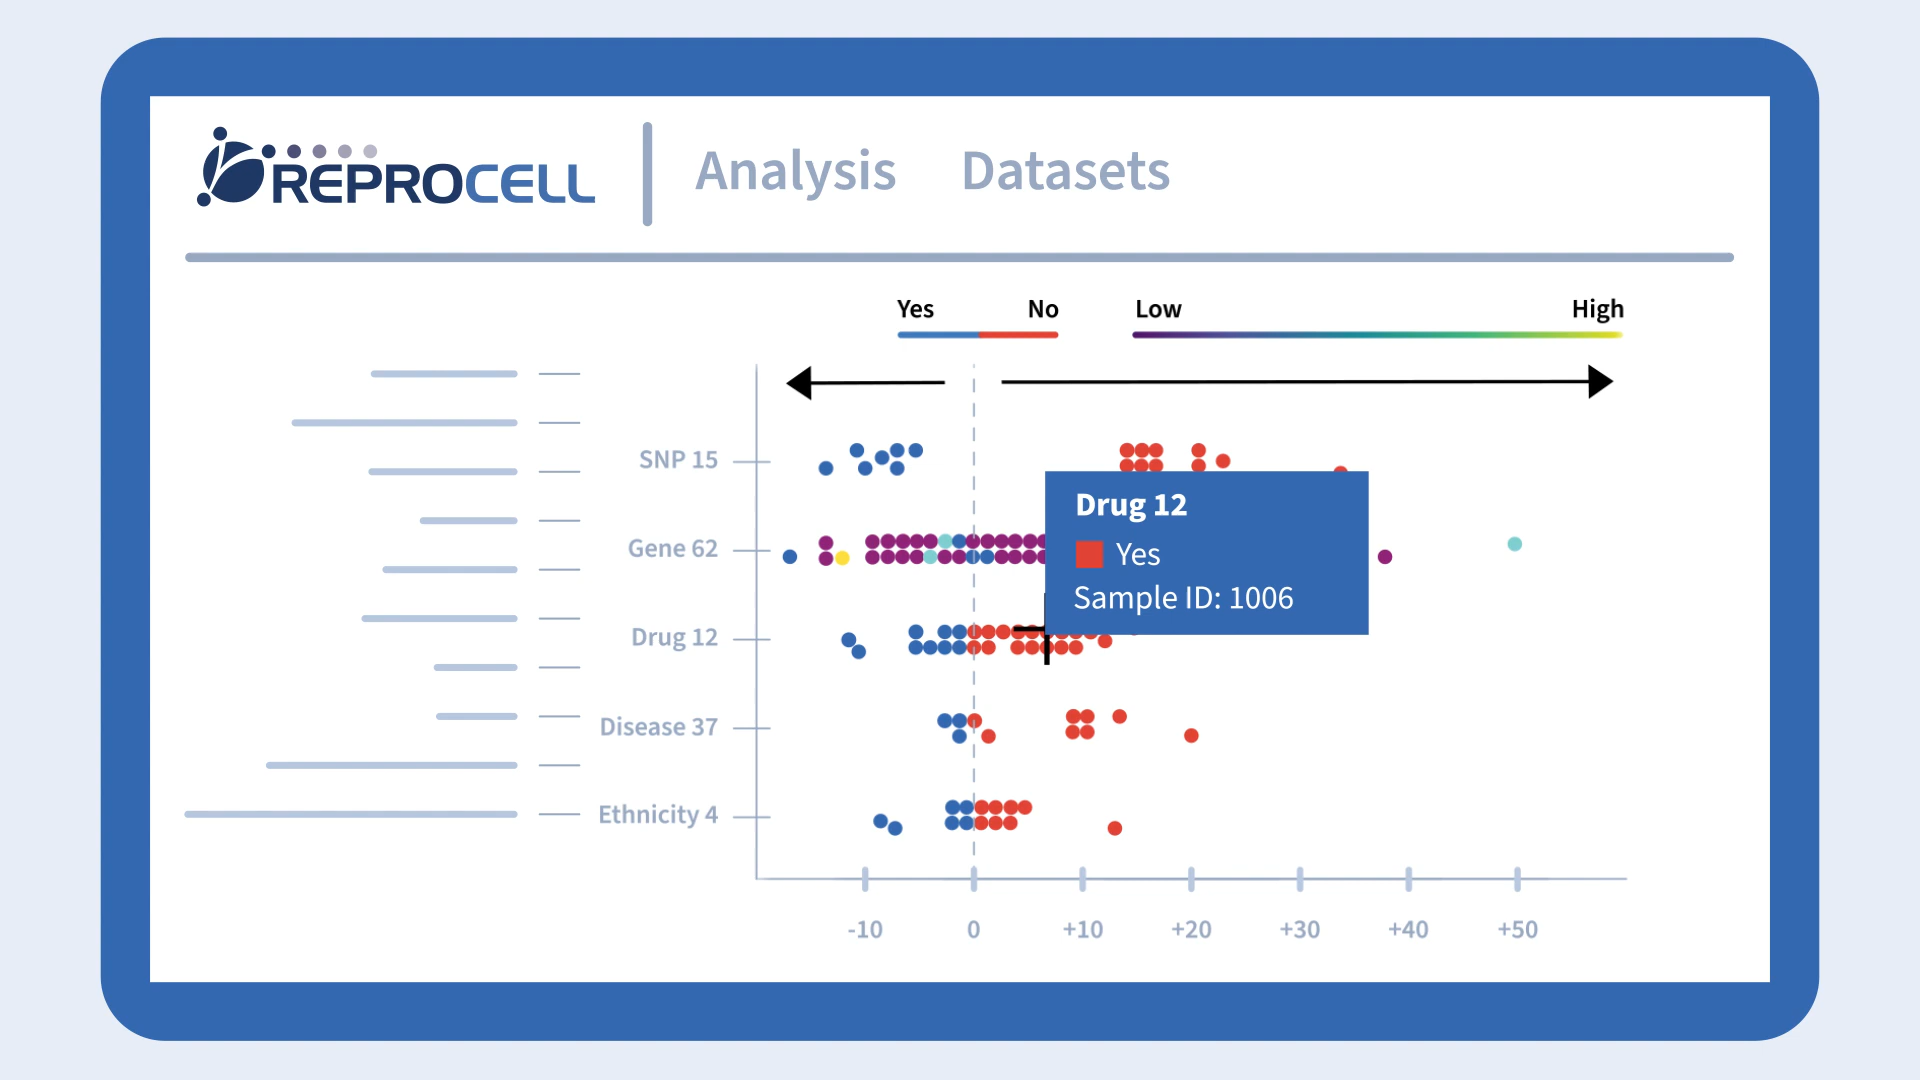 REPROCELL
Analysis Datasets
Yes No Low High
SNP 15
Gene 62
Drug 12
Disease 37
Ethnicity 4
Drug 12
Yes
Sample ID: 1006
-10 0 +10 +20 +30 +40 +50